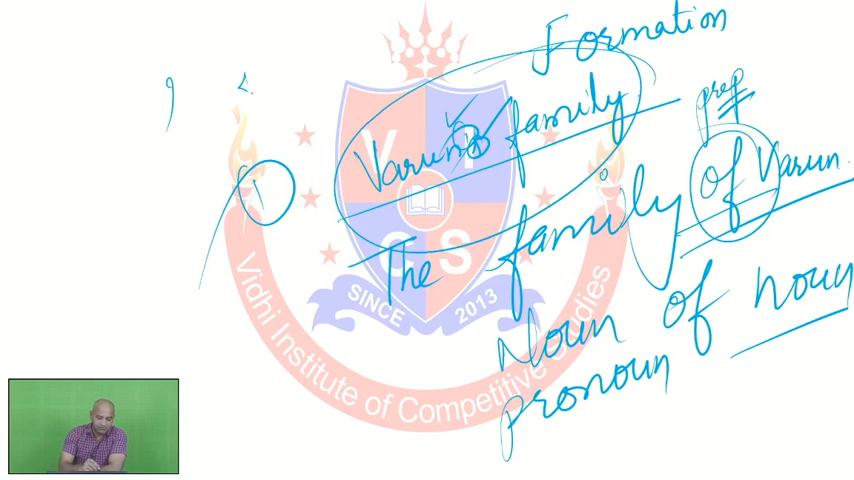 Formation
Varun's family
prep
①
The family of Varun.
Noun of noun
pronoun
V I
C S
SINCE 2013
Vidhi Institute of Competitive Studies